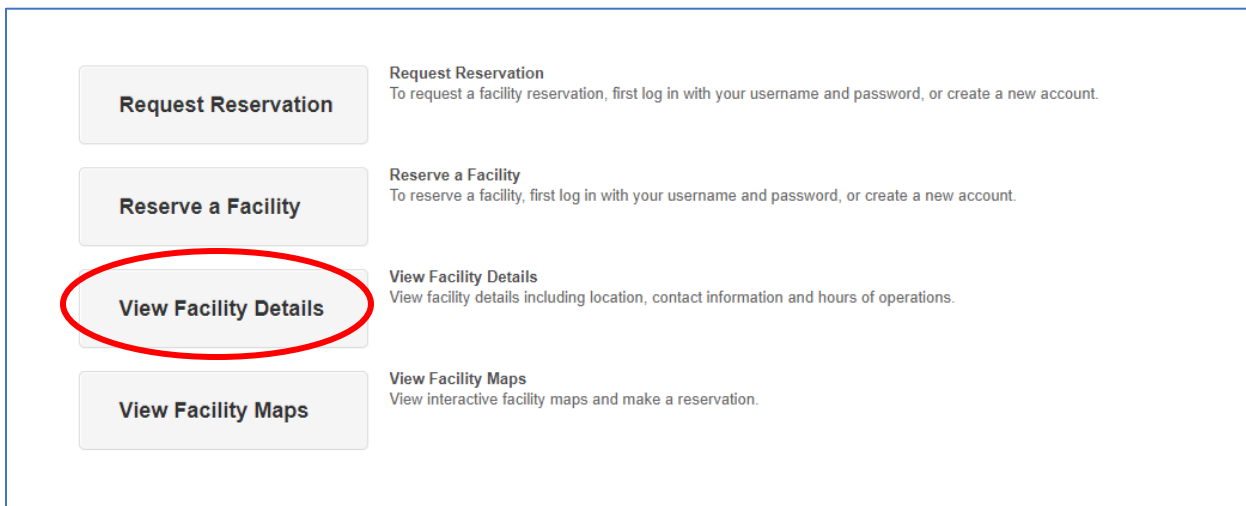 Request Reservation
Request Reservation
To request a facility reservation, first log in with your username and password, or create a new account.
Reserve a Facility
Reserve a Facility
To reserve a facility, first log in with your username and password, or create a new account.
View Facility Details
View Facility Details
View facility details including location, contact information and hours of operations.
View Facility Maps
View Facility Maps
View interactive facility maps and make a reservation.